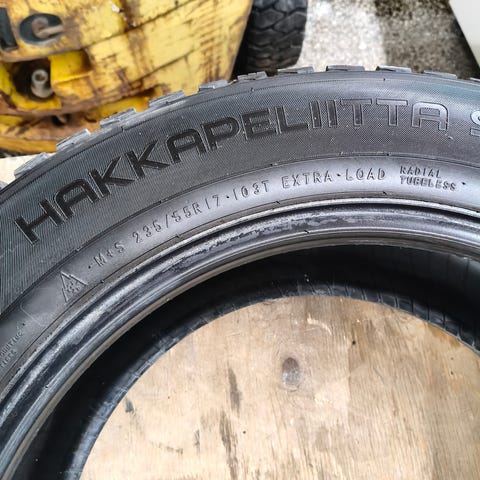 HAKKAPELIITTA S
M+S 235/55R17·103T EXTRA·LOAD RADIAL
TUBELESS